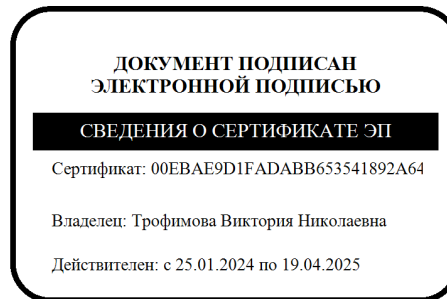 ДОКУМЕНТ ПОДПИСАН
ЭЛЕКТРОННОЙ ПОДПИСЬЮ
СВЕДЕНИЯ О СЕРТИФИКАТЕ ЭП
Сертификат: 00EBAE9D1FADABB653541892A64
Владелец: Трофимова Виктория Николаевна
Действителен: с 25.01.2024 по 19.04.2025